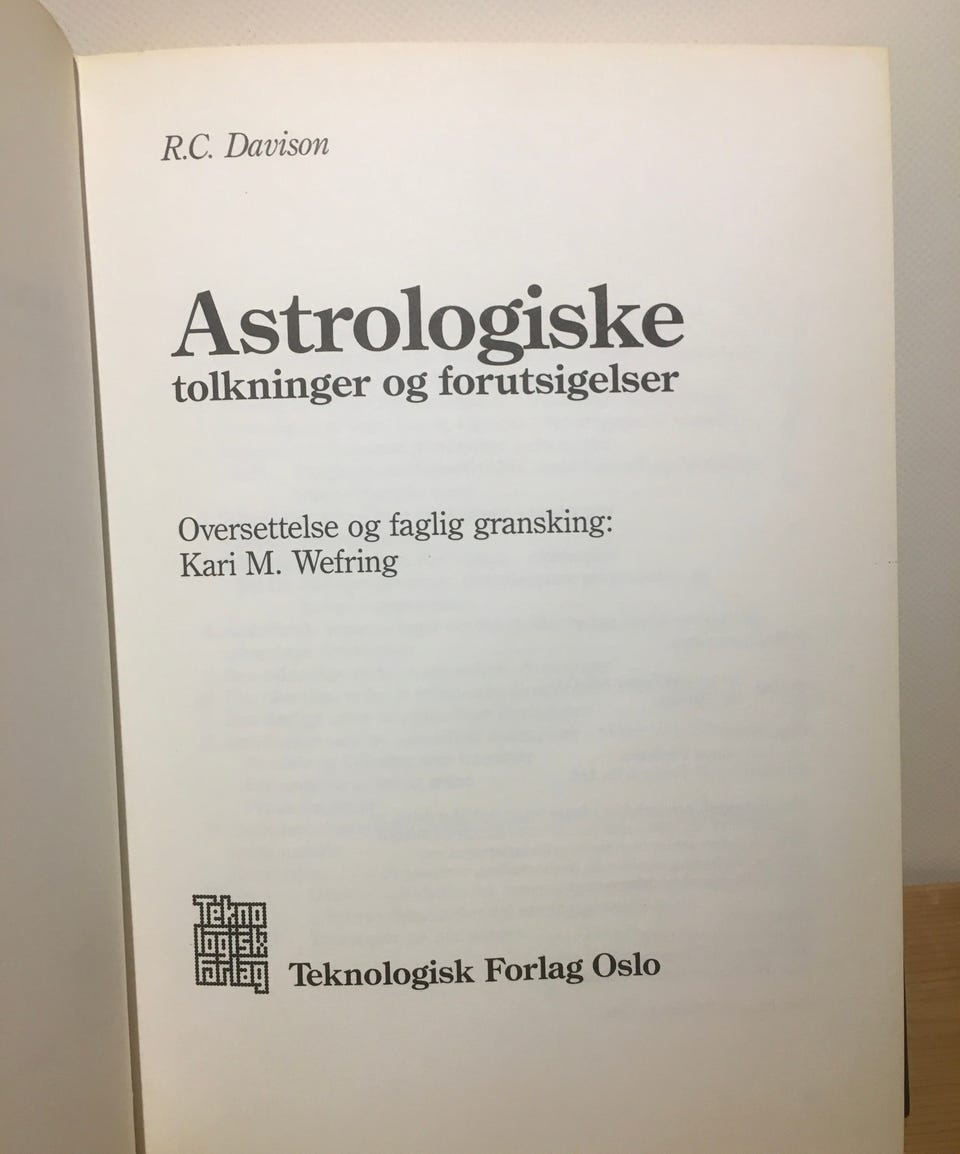 R.C. Davison
Astrologiske
tolkninger og forutsigelser
Oversettelse og faglig gransking:
Kari M. Wefring
Tekno
logisk
forlag
Teknologisk Forlag Oslo